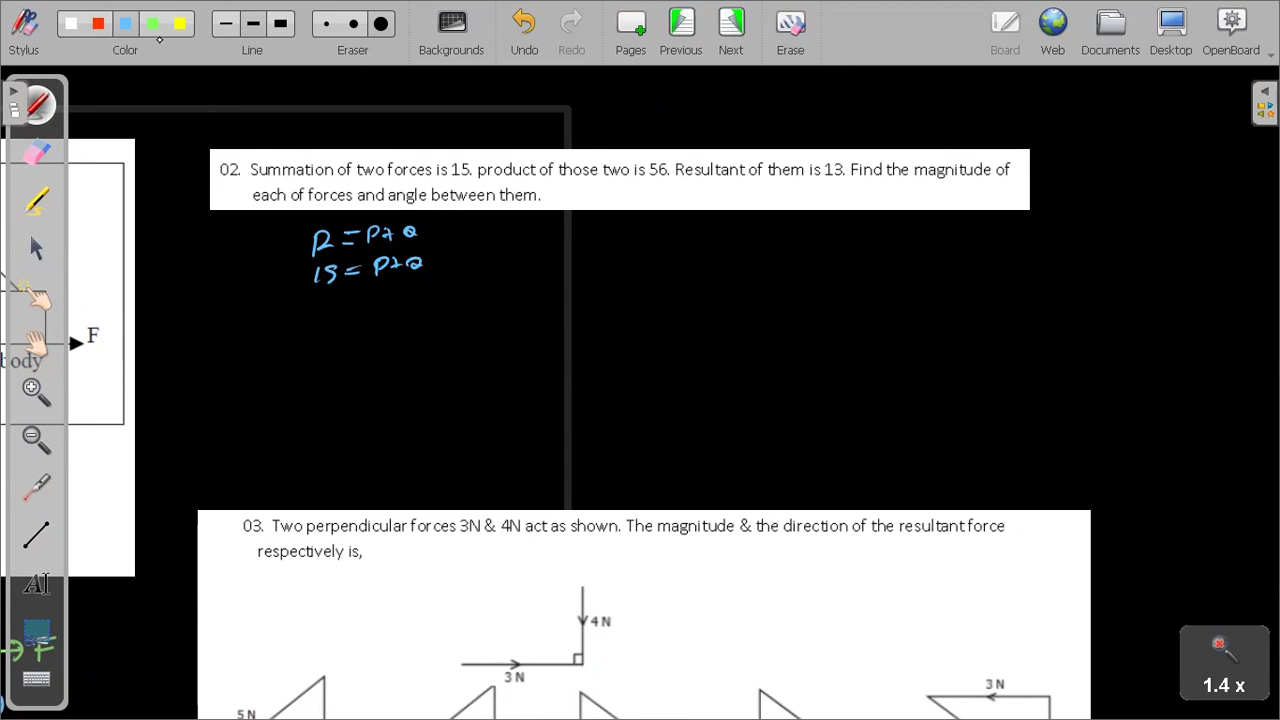 Stylus
Color
Line
Eraser
Backgrounds
Undo
Redo
Pages
Previous
Next
Erase
Board
Web
Documents
Desktop
OpenBoard
F
body
02. Summation of two forces is 15. product of those two is 56. Resultant of them is 13. Find the magnitude of
each of forces and angle between them.
R = P+ Q
15 = P+Q
03. Two perpendicular forces 3N & 4N act as shown. The magnitude & the direction of the resultant force
respectively is,
4 N
3 N
5 N
3 N
AI
→ F
1.4 x